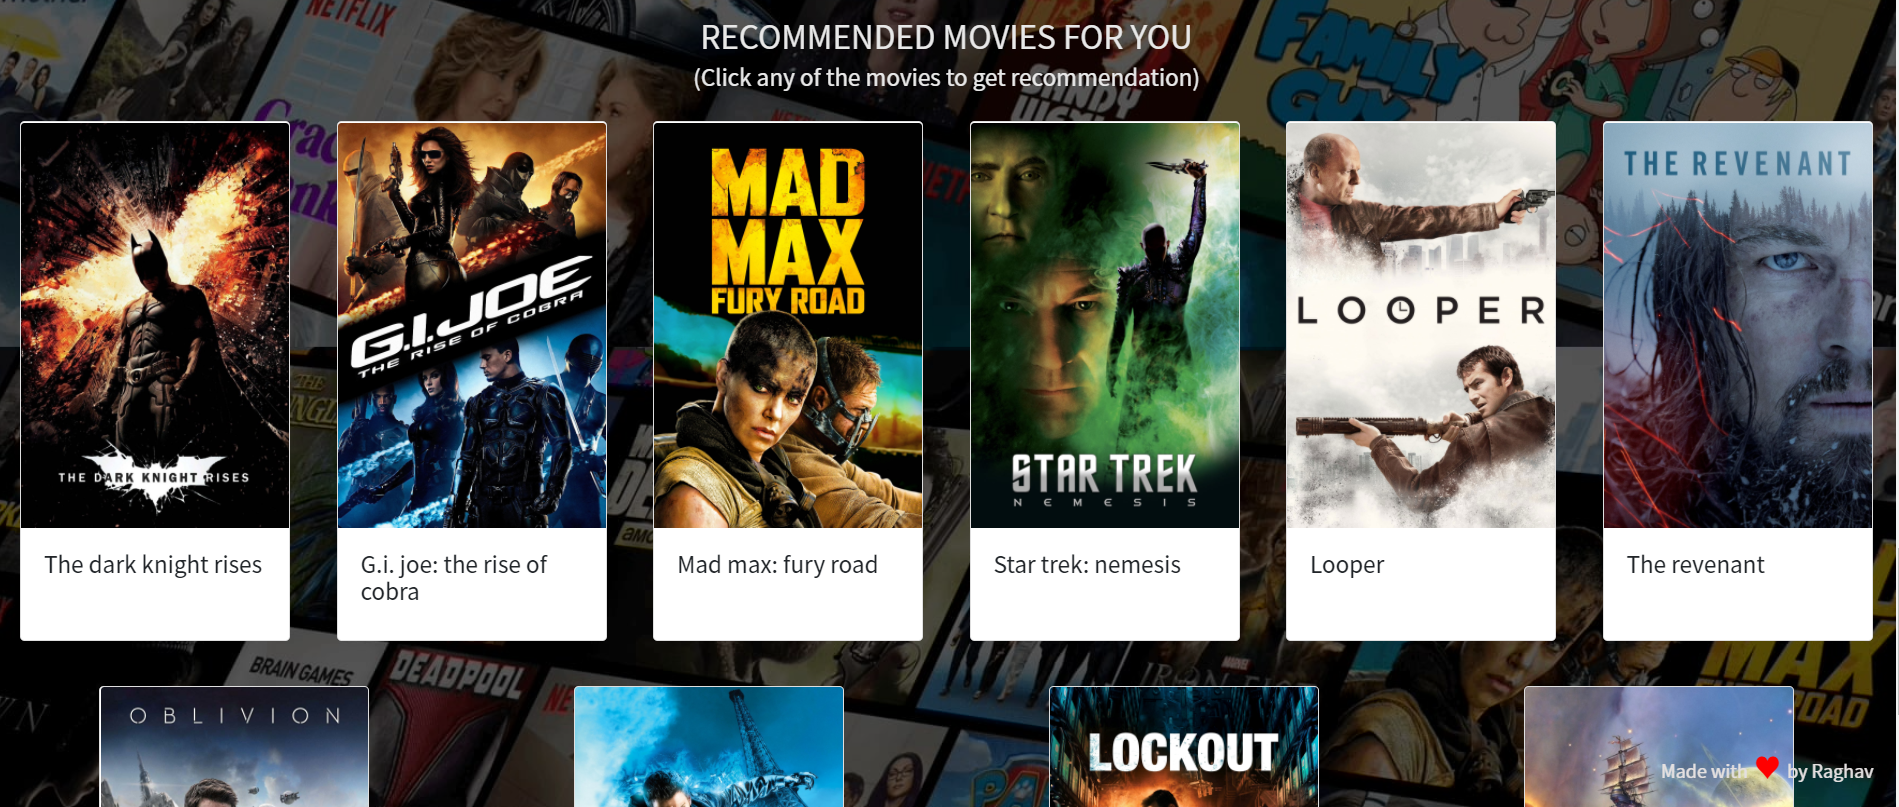 NETFLIX
RECOMMENDED MOVIES FOR YOU
(Click any of the movies to get recommendation)
FAMILY
GUY
MAD
MAX
FURY ROAD
THE REVENANT
G.I.JOE
THE RISE OF COBRA
LOOPER
THE DARK KNIGHT RISES
STAR TREK
NEMESIS
The dark knight rises
G.i. joe: the rise of
cobra
Mad max: fury road
Star trek: nemesis
Looper
The revenant
BRAIN GAMES
DEADPOOL
MARVEL
IRON FIST
MAX
ROAD
OBLIVION
LOCKOUT
Made with ❤ by Raghav